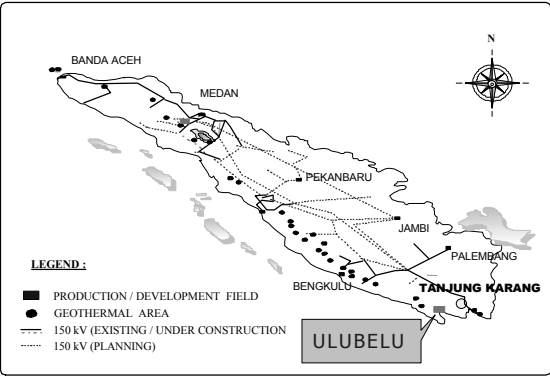 N
BANDA ACEH
MEDAN
PEKANBARU
JAMBI
PALEMBANG
BENGKULU
TANJUNG KARANG
ULUBELU
LEGEND :
PRODUCTION / DEVELOPMENT FIELD
GEOTHERMAL AREA
150 kV (EXISTING / UNDER CONSTRUCTION
150 kV (PLANNING)